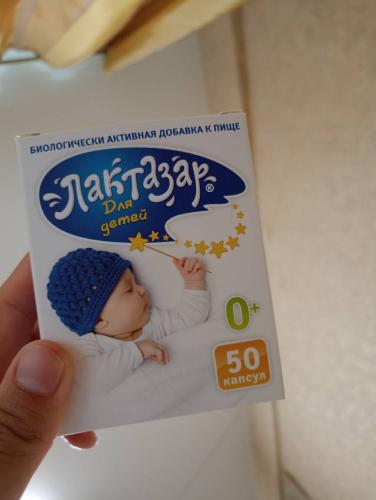 БИОЛОГИЧЕСКИ АКТИВНАЯ ДОБАВКА К ПИЩЕ
Лактазар®
Для
детей
0+
50
капсул